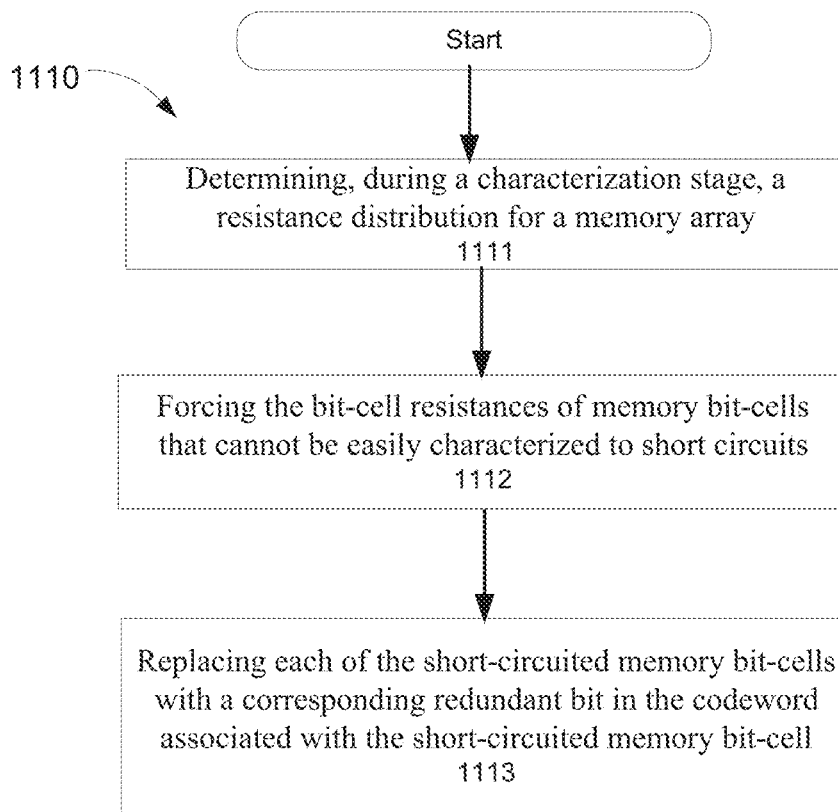 Start
1110
Determining, during a characterization stage, a
resistance distribution for a memory array
1111
Forcing the bit-cell resistances of memory bit-cells
that cannot be easily characterized to short circuits
1112
Replacing each of the short-circuited memory bit-cells
with a corresponding redundant bit in the codeword
associated with the short-circuited memory bit-cell
1113